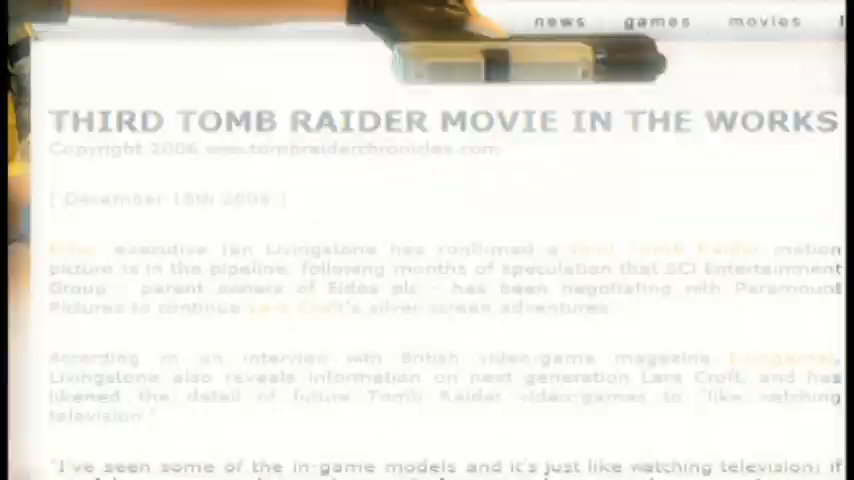 news games movies
THIRD TOMB RAIDER MOVIE IN THE WORKS
Copyright 2006 www.tombraiderchronicles.com
[ December 15th 2006 ]
executive Ian Livingstone has confirmed a third Tomb Raider motion
picture is in the pipeline, following months of speculation that SCi Entertainment
Group - parent owners of Eidos plc - has been negotiating with Paramount
Pictures to continue Lara Croft's silver screen adventures.
According to an interview with British video-game magazine
Livingstone also reveals information on next generation Lara Croft, and has
likened the detail of future Tomb Raider video-games to "like watching
television."
"I've seen some of the in-game models and it's just like watching television; if